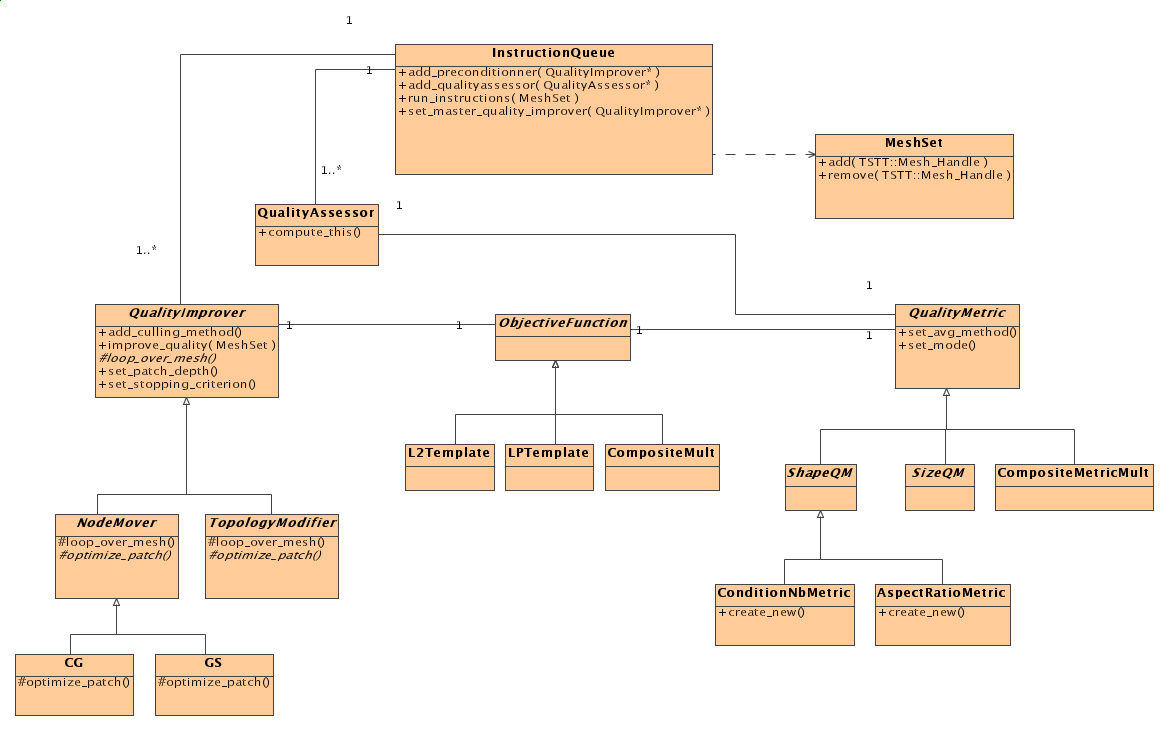 1
InstructionQueue
1
+add_preconditionner( QualityImprover* )
+add_qualityassessor( QualityAssessor* )
+run_instructions( MeshSet )
+set_master_quality_improver( QualityImprover* )
MeshSet
+add( TSTT::Mesh_Handle )
+remove( TSTT::Mesh_Handle )
1..*
QualityAssessor
+compute_this()
1
1..*
1
QualityImprover
+add_culling_method()
+improve_quality( MeshSet )
#loop_over_mesh()
+set_patch_depth()
+set_stopping_criterion()
1
1
ObjectiveFunction
1
1
QualityMetric
+set_avg_method()
+set_mode()
L2Template
LPTemplate
CompositeMult
ShapeQM
SizeQM
CompositeMetricMult
NodeMover
#loop_over_mesh()
#optimize_patch()
TopologyModifier
#loop_over_mesh()
#optimize_patch()
ConditionNbMetric
+create_new()
AspectRatioMetric
+create_new()
CG
#optimize_patch()
GS
#optimize_patch()